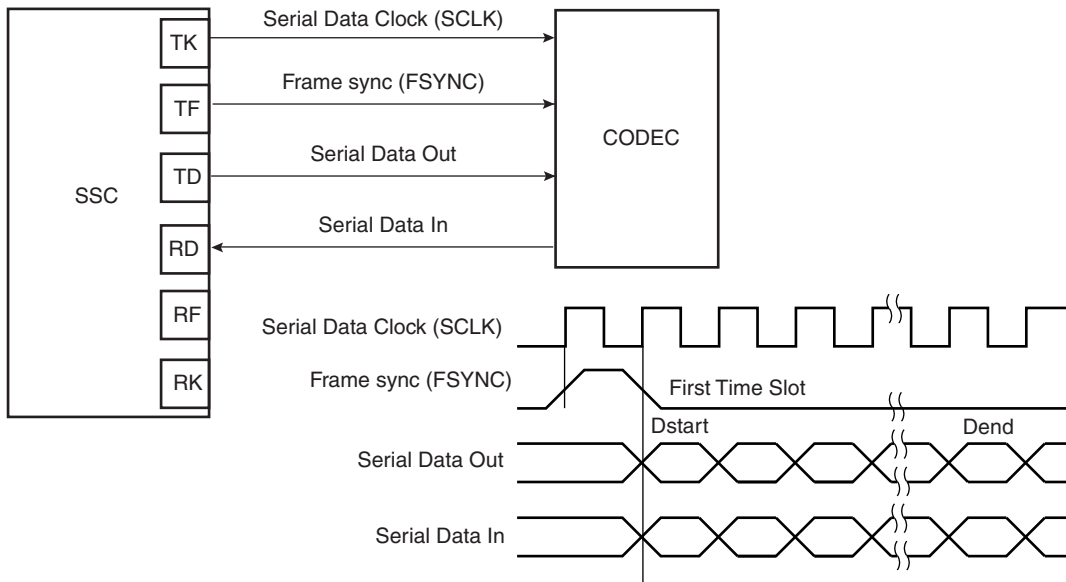 SSC
TK
TF
TD
RD
RF
RK
Serial Data Clock (SCLK)
Frame sync (FSYNC)
Serial Data Out
Serial Data In
CODEC
Serial Data Clock (SCLK)
Frame sync (FSYNC)
First Time Slot
Dstart
Dend
Serial Data Out
Serial Data In